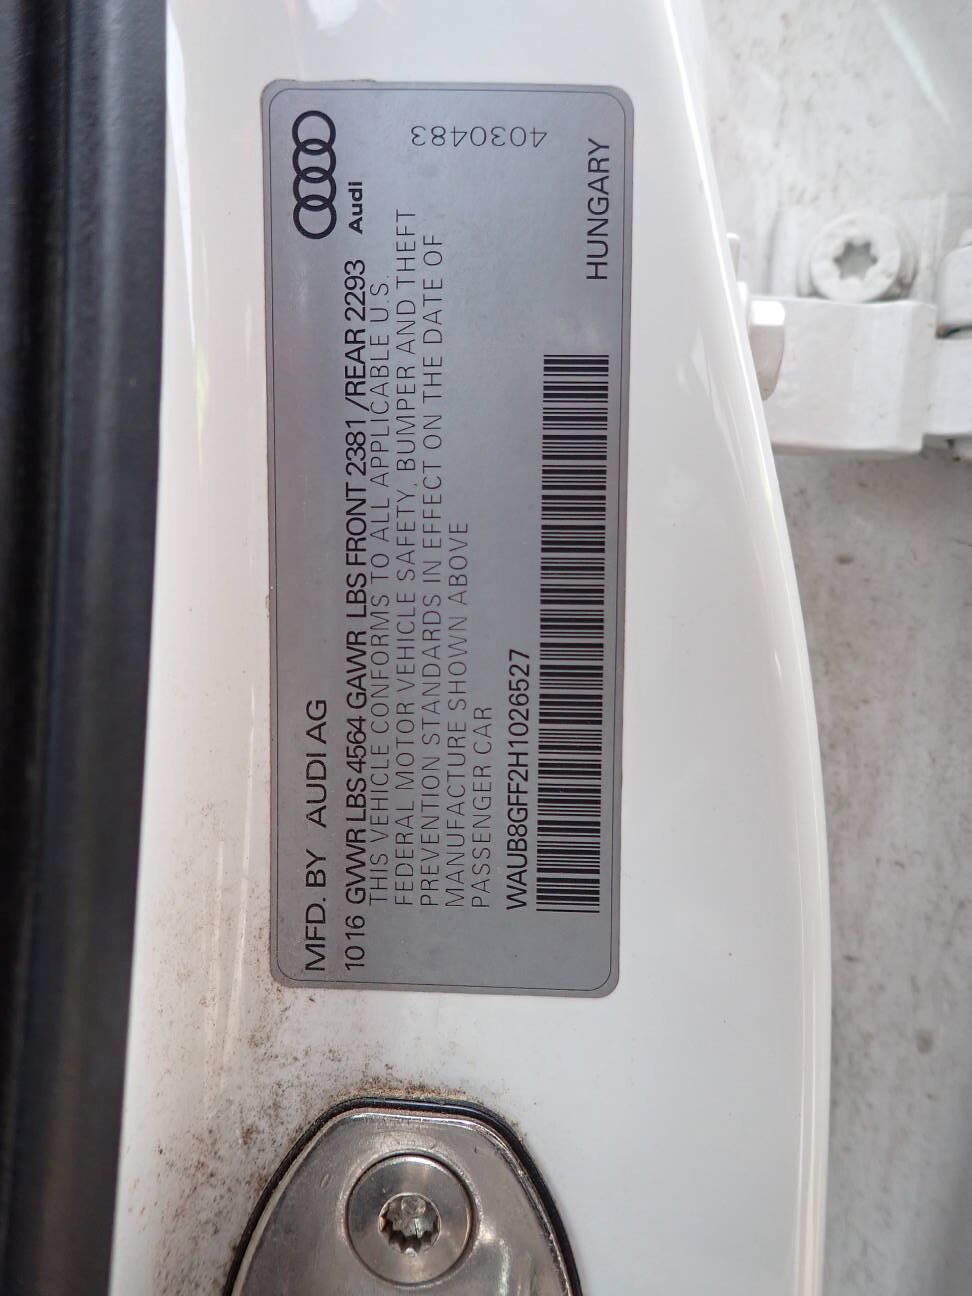 MFD. BY AUDI AG
Audi
10 16 GVWR LBS 4564 GAWR LBS FRONT 2381 /REAR 2293
THIS VEHICLE CONFORMS TO ALL APPLICABLE U.S.
FEDERAL MOTOR VEHICLE SAFETY, BUMPER AND THEFT
PREVENTION STANDARDS IN EFFECT ON THE DATE OF
MANUFACTURE SHOWN ABOVE
PASSENGER CAR
WAUB8GFF2H1026527
HUNGARY
4030483